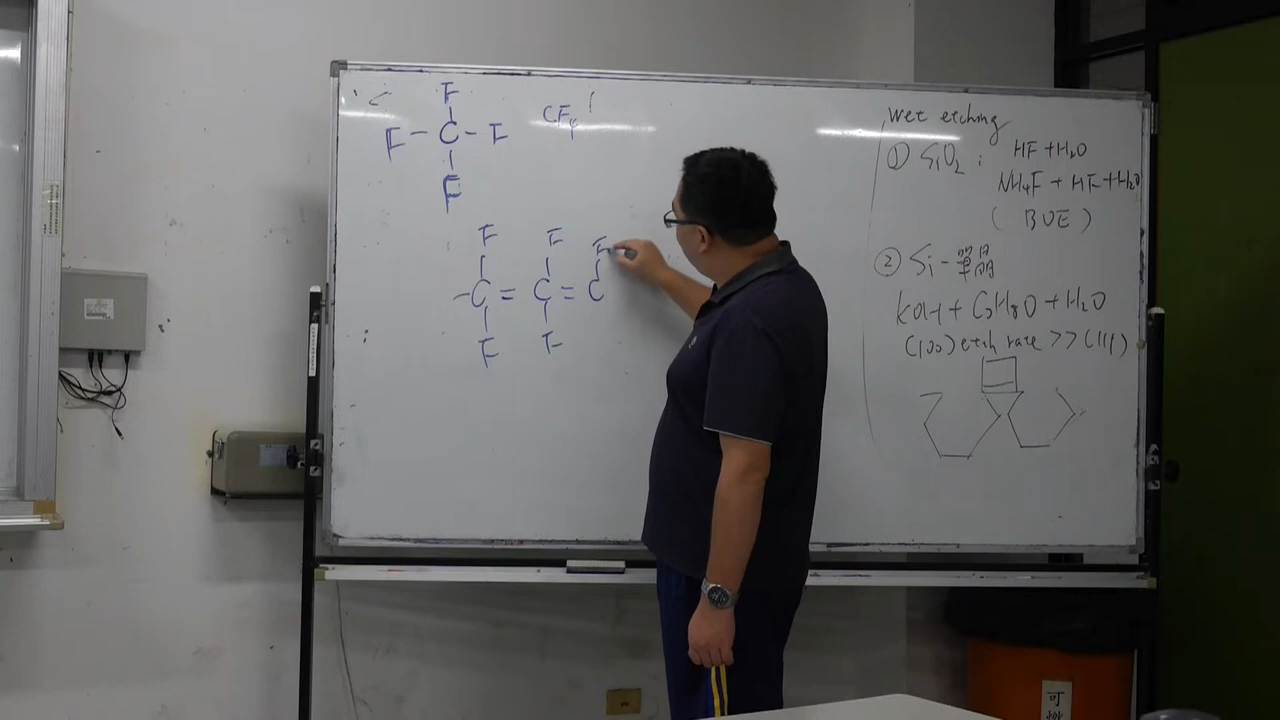 F
F - C - F CF4
F
F F F
-C = C = C
F F
wet etching
① SiO2 : HF + H2O
NH4F + HF + H2O
( BOE )
② Si - 單晶
KOH + C3H8O + H2O
(100) etch rate >> (111)
可
燃